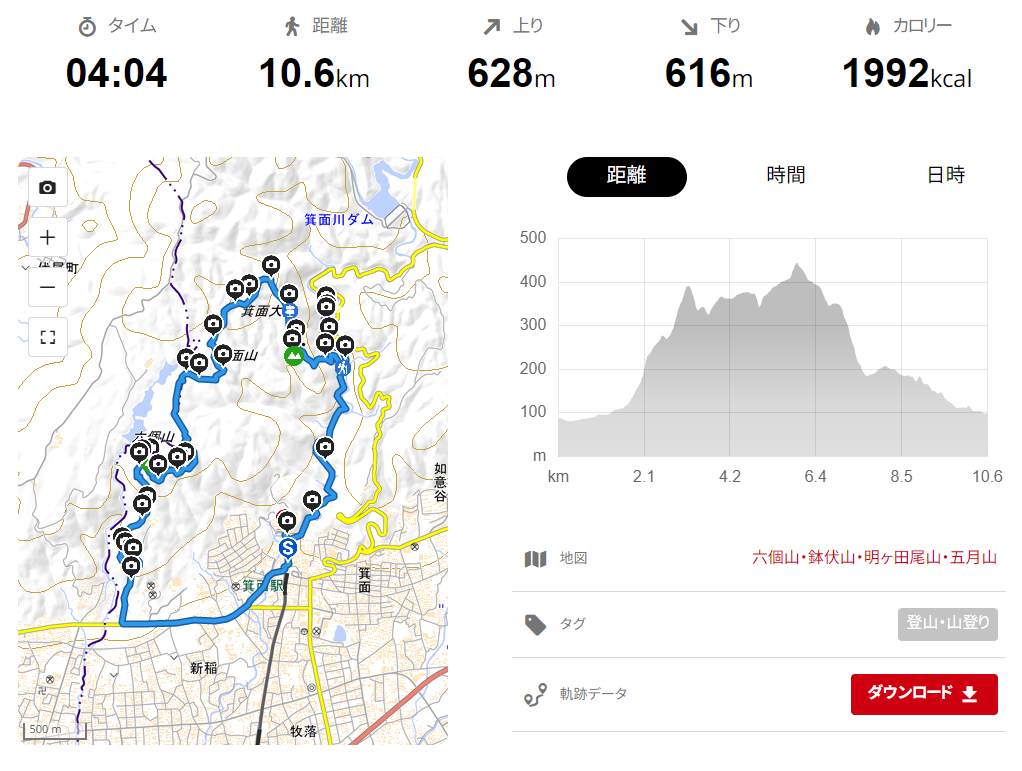 タイム 距離 上り 下り カロリー
04:04 10.6km 628m 616m 1992kcal
距離 時間 日時
箕面川ダム
箕面大
面山
六個山
如意谷
S
箕面駅
箕面
新稲
牧落
500 m
500
400
300
200
100
m
km 2.1 4.2 6.4 8.5 10.6
地図 六個山・鉢伏山・明ヶ田尾山・五月山
タグ 登山・山登り
軌跡データ ダウンロード